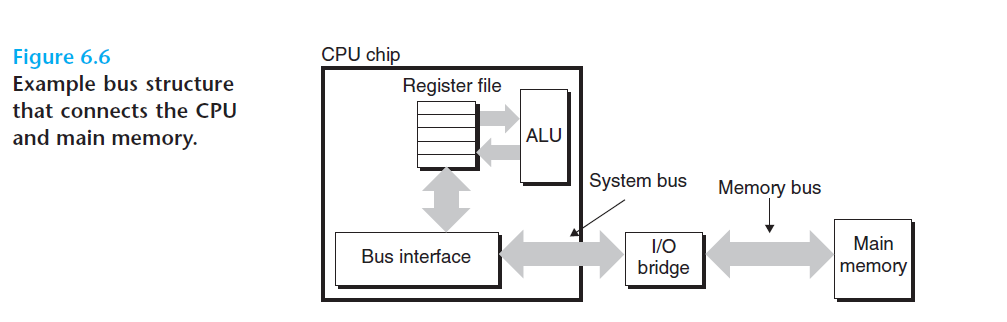 Figure 6.6
Example bus structure
that connects the CPU
and main memory.
CPU chip
Register file
ALU
System bus
Memory bus
Bus interface
I/O
bridge
Main
memory